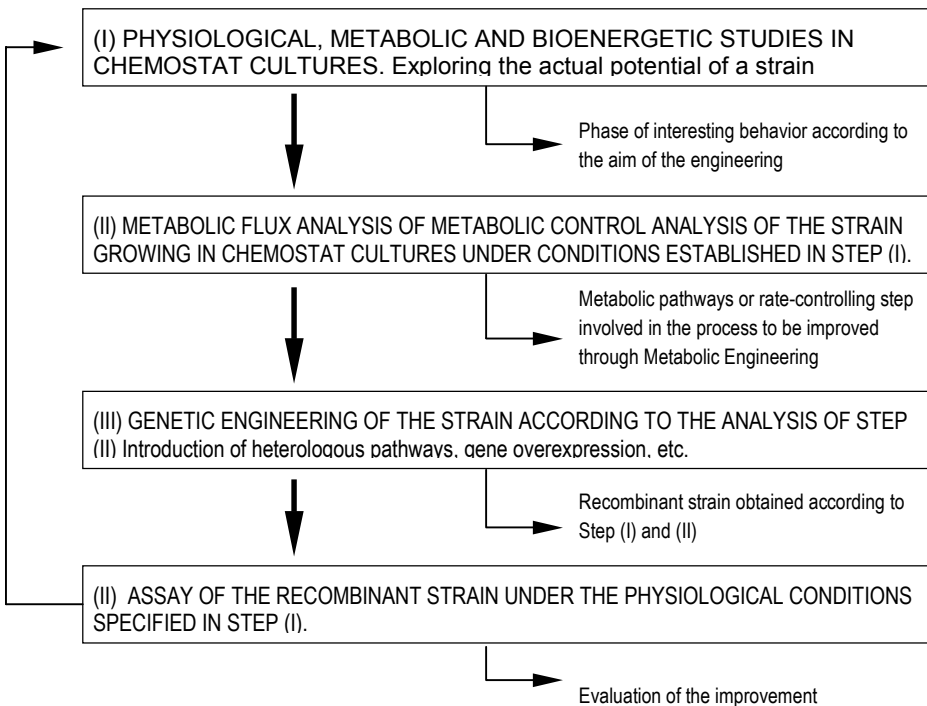 (I) PHYSIOLOGICAL, METABOLIC AND BIOENERGETIC STUDIES IN
CHEMOSTAT CULTURES. Exploring the actual potential of a strain
Phase of interesting behavior according to
the aim of the engineering
(II) METABOLIC FLUX ANALYSIS OF METABOLIC CONTROL ANALYSIS OF THE STRAIN
GROWING IN CHEMOSTAT CULTURES UNDER CONDITIONS ESTABLISHED IN STEP (I).
Metabolic pathways or rate-controlling step
involved in the process to be improved
through Metabolic Engineering
(III) GENETIC ENGINEERING OF THE STRAIN ACCORDING TO THE ANALYSIS OF STEP
(II) Introduction of heterologous pathways, gene overexpression, etc.
Recombinant strain obtained according to
Step (I) and (II)
(II) ASSAY OF THE RECOMBINANT STRAIN UNDER THE PHYSIOLOGICAL CONDITIONS
SPECIFIED IN STEP (I).
Evaluation of the improvement